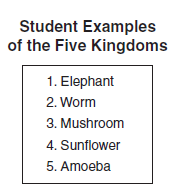 Student Examples
of the Five Kingdoms
1. Elephant
2. Worm
3. Mushroom
4. Sunflower
5. Amoeba